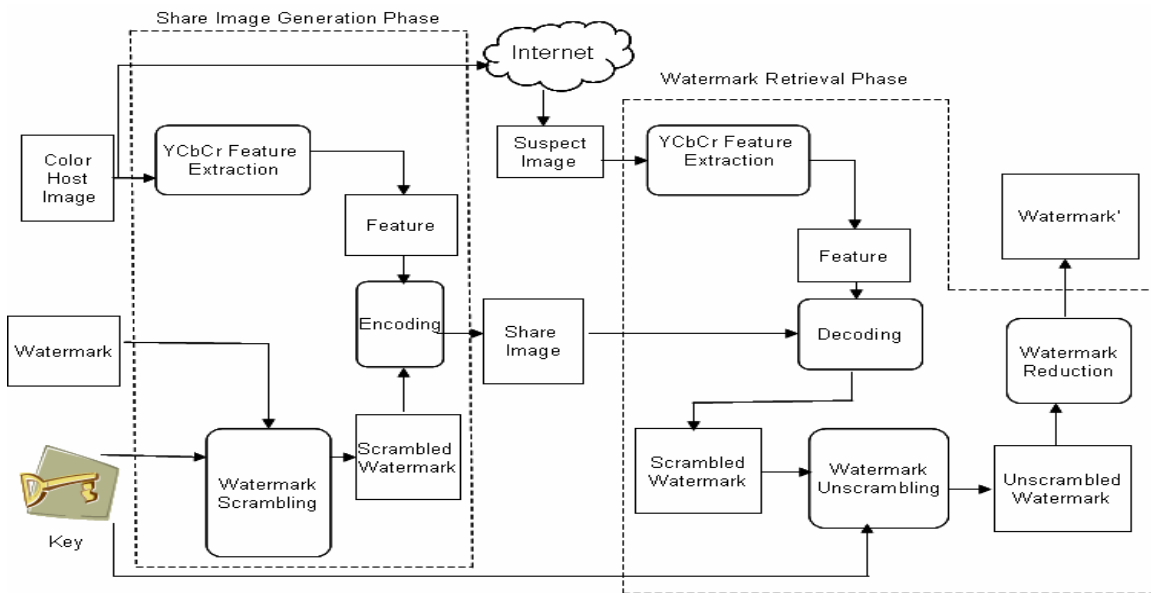 Share Image Generation Phase
Internet
Watermark Retrieval Phase
Color
Host
Image
YCbCr Feature
Extraction
Suspect
Image
YCbCr Feature
Extraction
Feature
Feature
Watermark'
Encoding
Share
Image
Decoding
Watermark
Watermark
Reduction
Scrambled
Watermark
Watermark
Scrambling
Scrambled
Watermark
Watermark
Unscrambling
Unscrambled
Watermark
Key